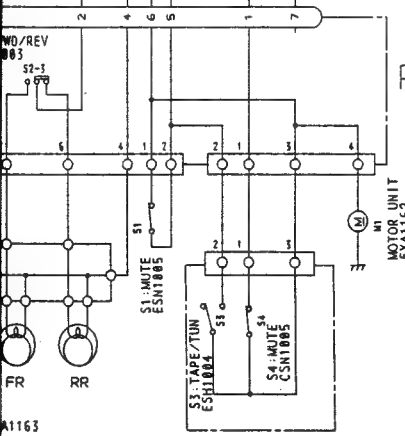 2 4 6 5 1 7
WD/REV
003
S2-3
6 4 1 2 2 1 3 4
S1
S1:MUTE
ESN1005
M
M1
MOTOR UNIT
EXA1162
2 1 3
S3
S4
S3:TAPE/TUN
ESH1004
S4:MUTE
CSN1005
FR RR
A1163